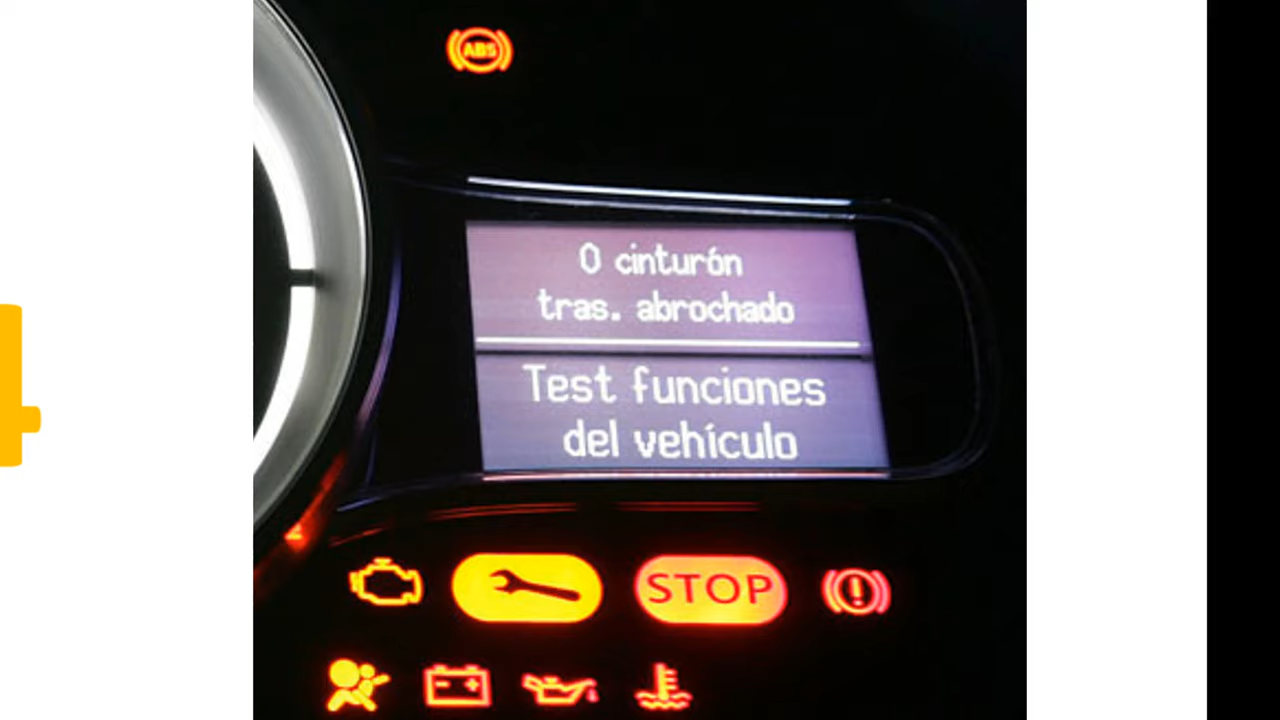 ABS
0 cinturón
tras. abrochado
Test funciones
del vehículo
STOP